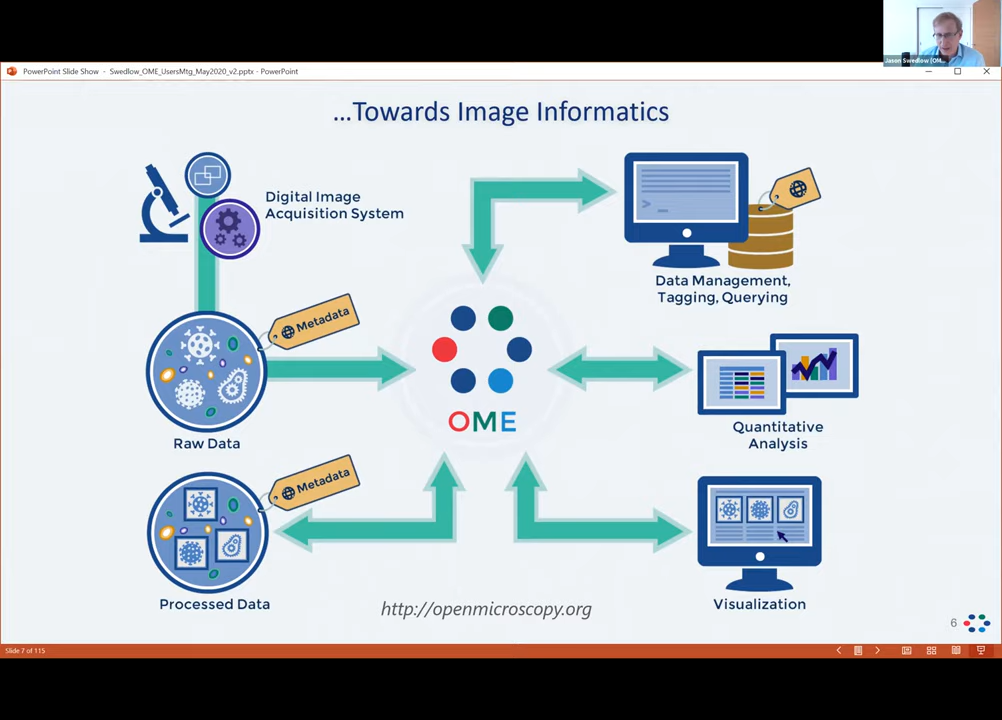 Jason Swedlow (OM...
PowerPoint Slide Show - Swedlow_OME_UsersMtg_May2020_v2.pptx - PowerPoint
...Towards Image Informatics
Digital Image
Acquisition System
Metadata
Raw Data
Metadata
Processed Data
OME
Data Management,
Tagging, Querying
Quantitative
Analysis
Visualization
http://openmicroscopy.org
6
Slide 7 of 115